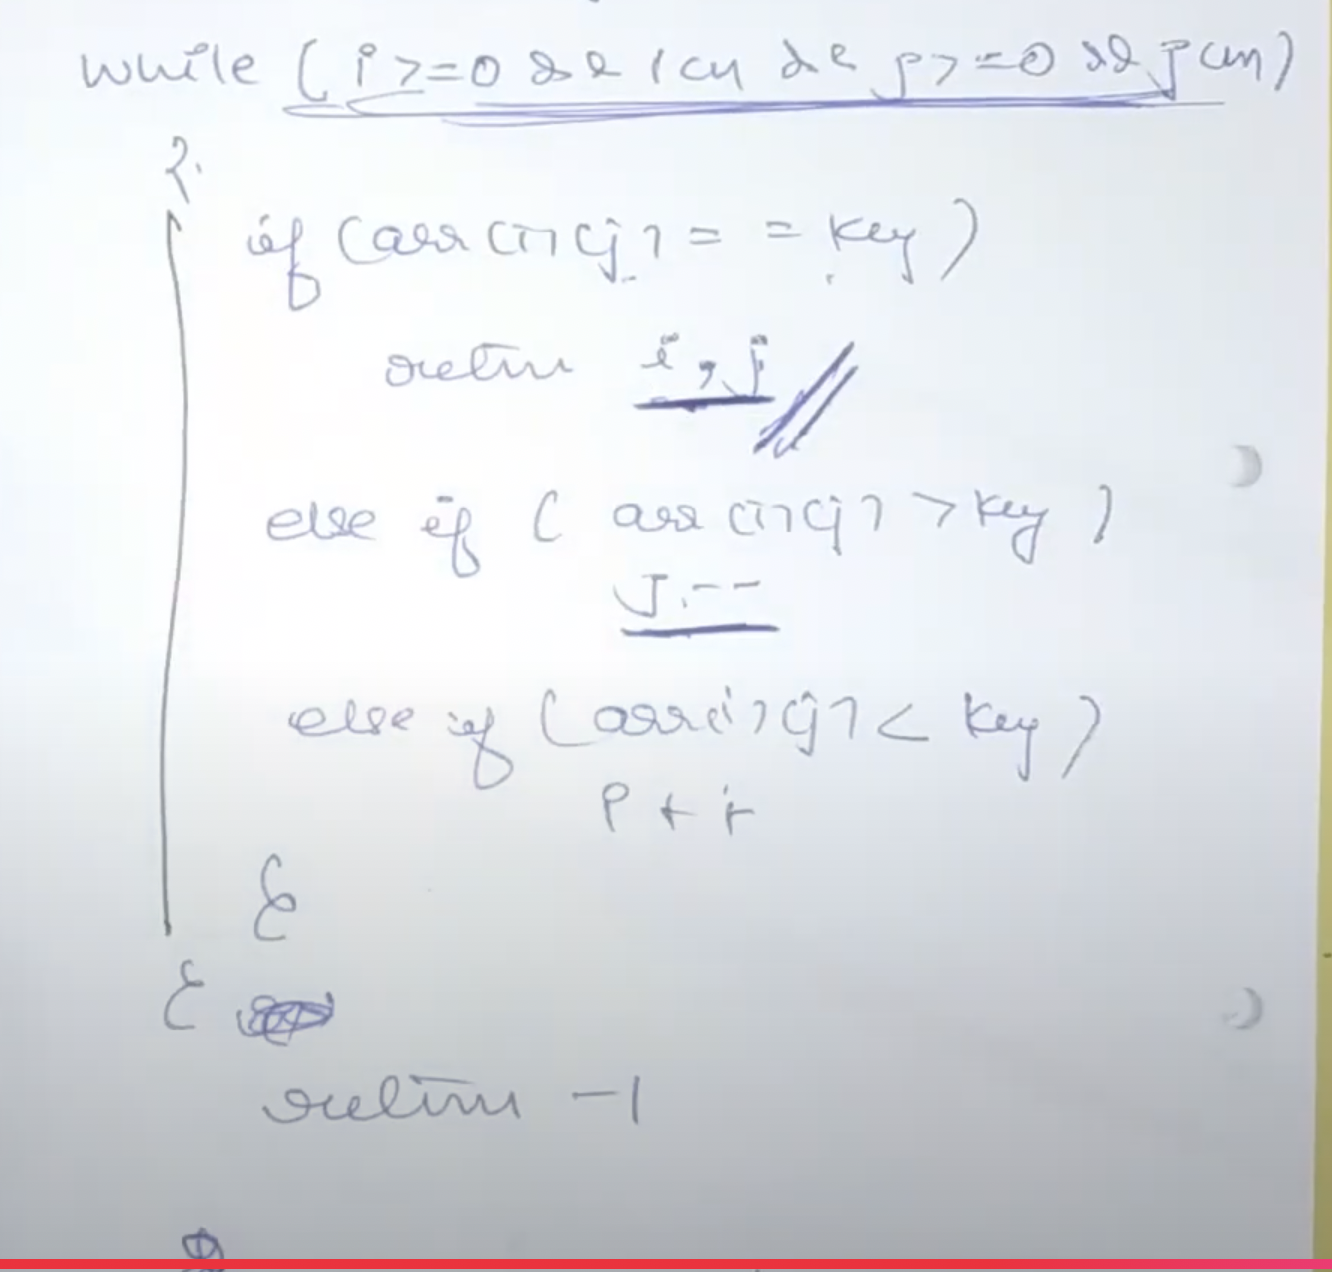 while ( i >= 0 && i < n && j >= 0 && j < m )
{
if (arr[i][j] == key )
return i, j
else if ( arr[i][j] > key )
J--
else if ( arr[i][j] < key )
i++
}
}
return -1